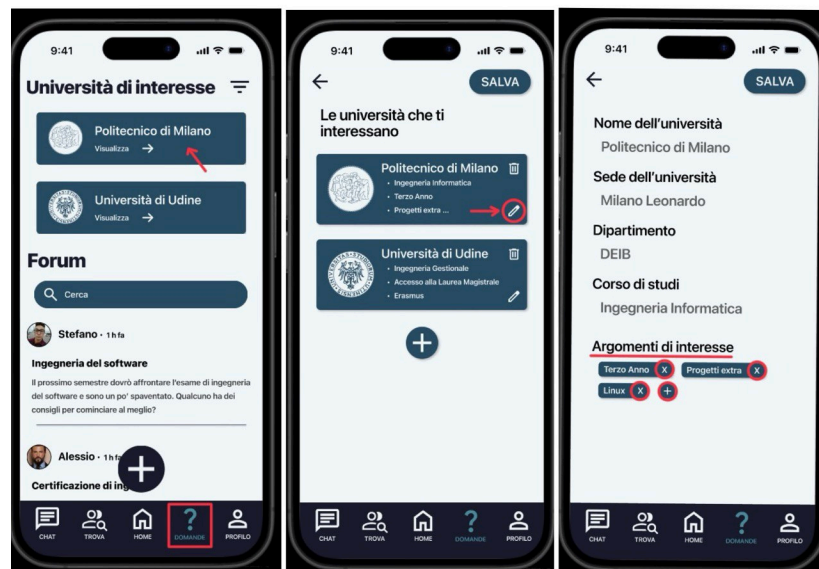 9:41
Università di interesse
Politecnico di Milano
Visualizza →
Università di Udine
Visualizza →
Forum
Cerca
Stefano · 1 h fa
Ingegneria del software
Il prossimo semestre dovrò affrontare l'esame di ingegneria
del software e sono un po' spaventato. Qualcuno ha dei
consigli per cominciare al meglio?
Alessio · 1 h fa
Certificazione di
CHAT TROVA HOME DOMANDE PROFILO
9:41
← SALVA
Le università che ti
interessano
Politecnico di Milano
• Ingegneria Informatica
• Terzo Anno
• Progetti extra ...
Università di Udine
• Ingegneria Gestionale
• Accesso alla Laurea Magistrale
• Erasmus
+
CHAT TROVA HOME DOMANDE PROFILO
9:41
← SALVA
Nome dell'università
Politecnico di Milano
Sede dell'università
Milano Leonardo
Dipartimento
DEIB
Corso di studi
Ingegneria Informatica
Argomenti di interesse
Terzo Anno X Progetti extra X
Linux X +
CHAT TROVA HOME DOMANDE PROFILO